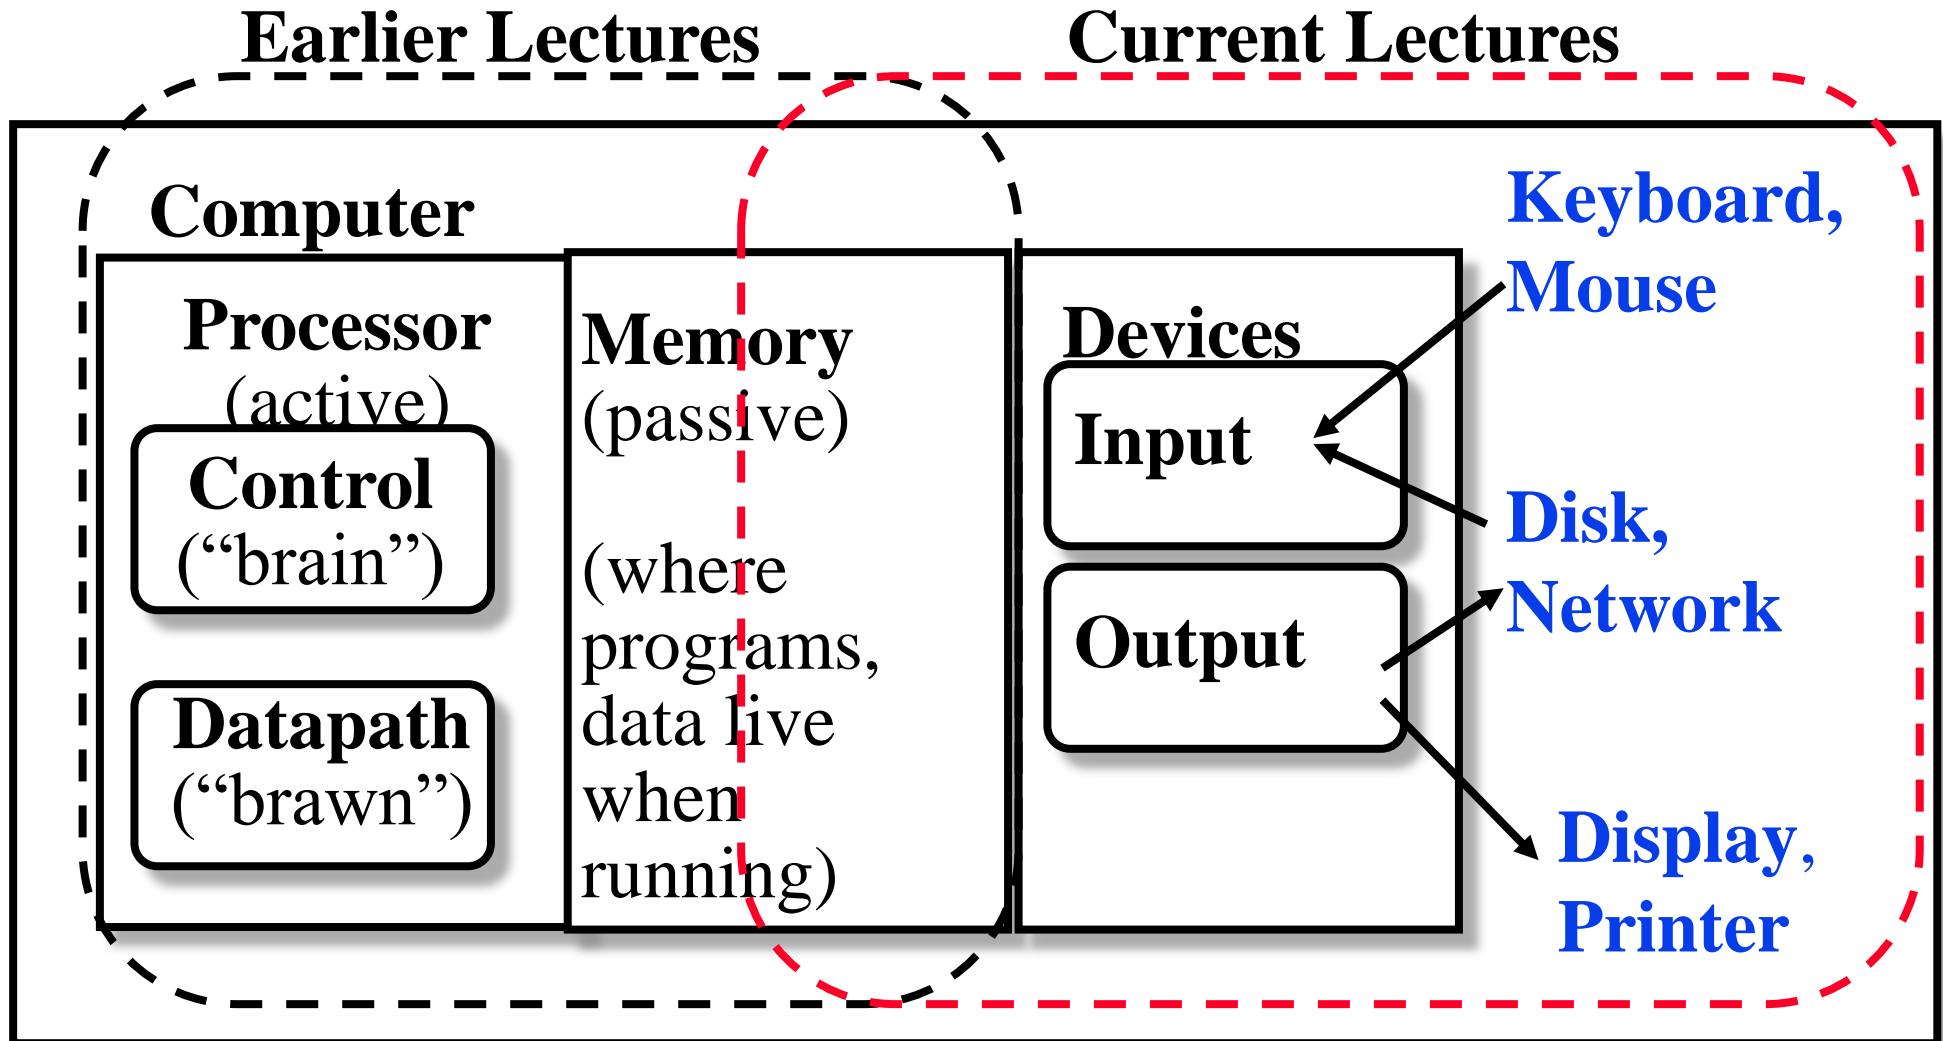 Earlier Lectures
Current Lectures
Computer
Processor
(active)
Control
(“brain”)
Datapath
(“brawn”)
Memory
(passive)
(where
programs,
data live
when
running)
Devices
Input
Output
Keyboard,
Mouse
Disk,
Network
Display,
Printer